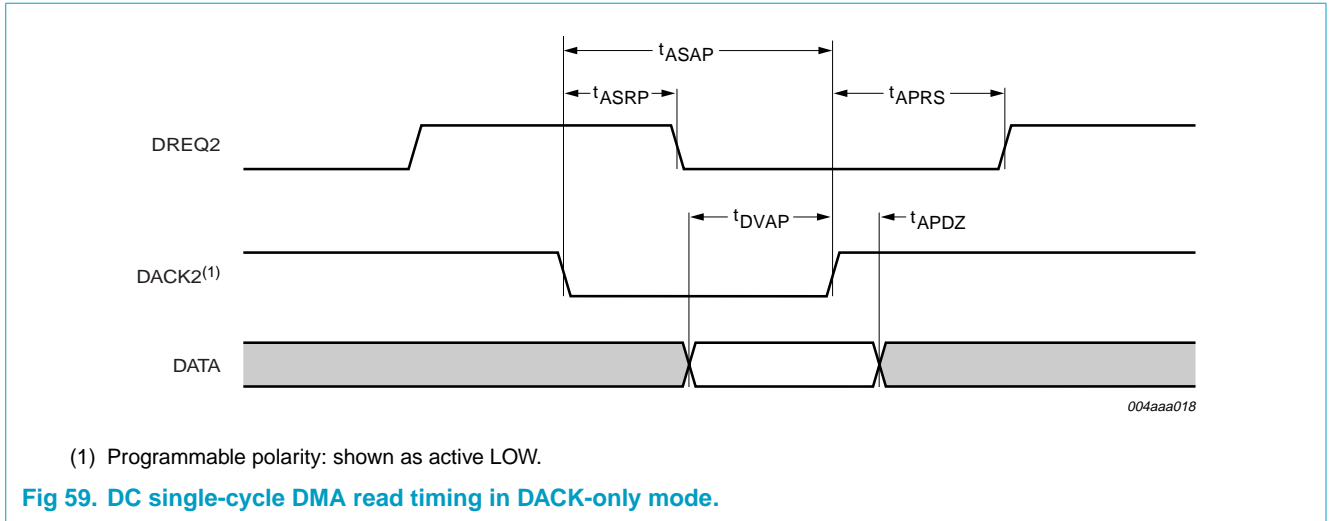 tASAP
tASRP
tAPRS
DREQ2
tDVAP
tAPDZ
DACK2(1)
DATA
004aaa018
(1) Programmable polarity: shown as active LOW.
Fig 59. DC single-cycle DMA read timing in DACK-only mode.